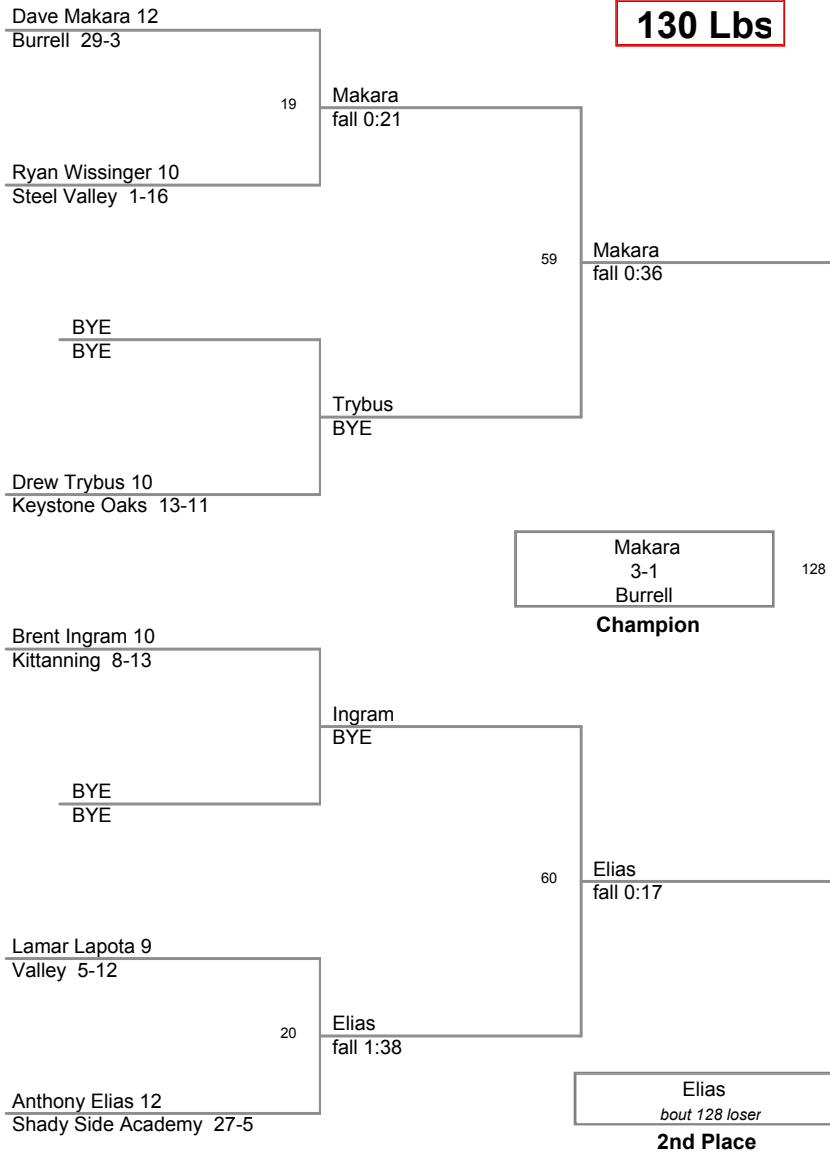 Dave Makara 12
130 Lbs
Burrell 29-3
19
Makara
fall 0:21
Ryan Wissinger 10
Steel Valley 1-16
59
Makara
fall 0:36
BYE
BYE
Trybus
BYE
Drew Trybus 10
Keystone Oaks 13-11
Makara
3-1
Burrell
128
Champion
Brent Ingram 10
Kittanning 8-13
Ingram
BYE
BYE
BYE
60
Elias
fall 0:17
Lamar Lapota 9
Valley 5-12
20
Elias
fall 1:38
Anthony Elias 12
Shady Side Academy 27-5
Elias
bout 128 loser
2nd Place